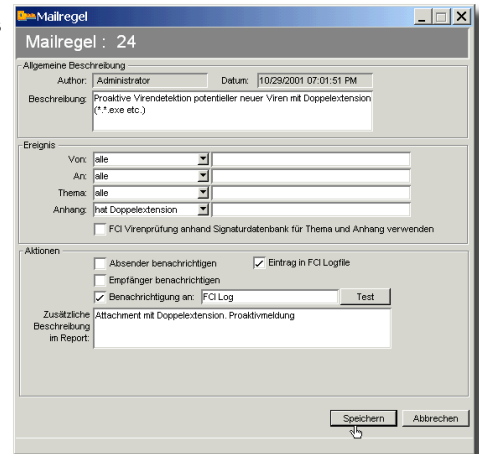 Mailregel
Mailregel : 24
Allgemeine Beschreibung
Author: Administrator Datum: 10/29/2001 07:01:51 PM
Beschreibung: Proaktive Virendetektion potentieller neuer Viren mit Doppelextension
(*.*.exe etc.)
Ereignis
Von: alle
An: alle
Thema: alle
Anhang: hat Doppelextension
FCI Virenprüfung anhand Signaturdatenbank für Thema und Anhang verwenden
Aktionen
Absender benachrichtigen Eintrag in FCI Logfile
Empfänger benachrichtigen
Benachrichtigung an: FCI Log Test
Zusätzliche Attachment mit Doppelextension. Proaktivmeldung
Beschreibung
im Report:
Speichern Abbrechen